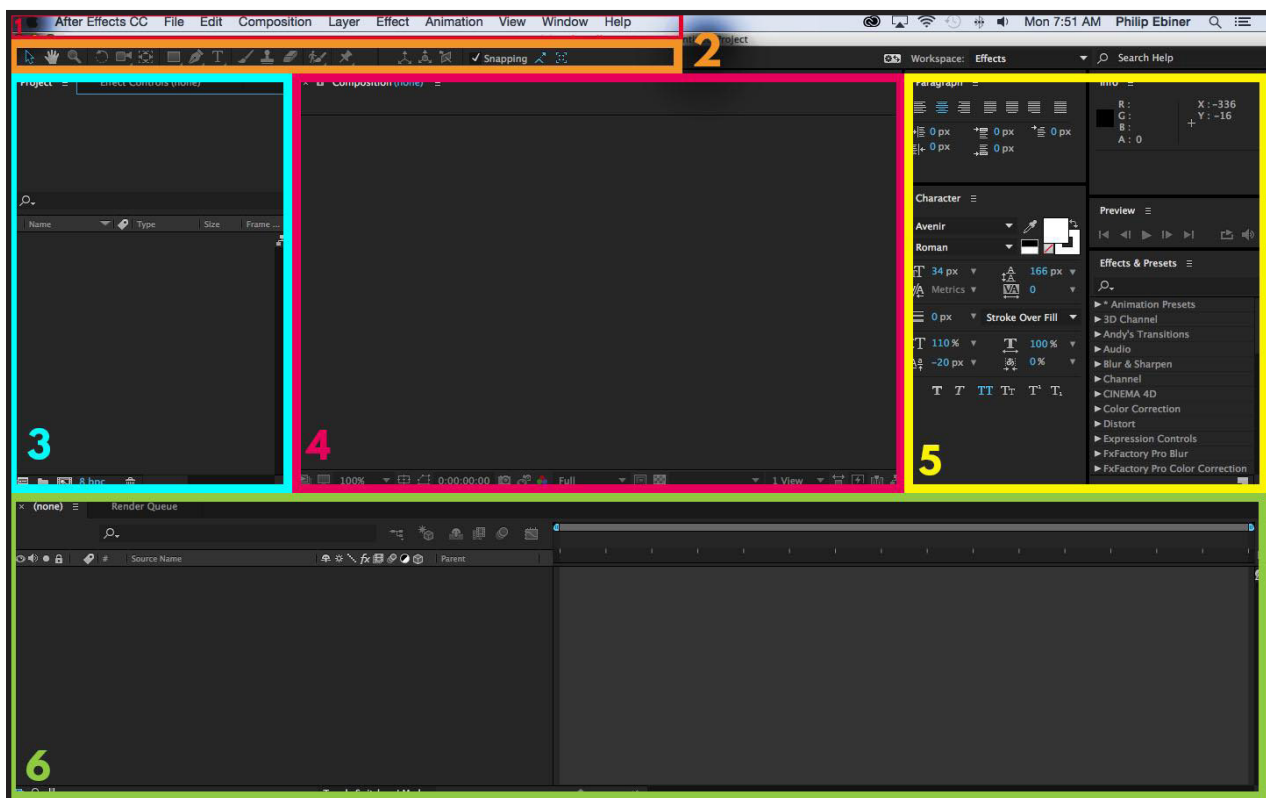 1 After Effects CC File Edit Composition Layer Effect Animation View Window Help Mon 7:51 AM Philip Ebiner
Project
2
Snapping Workspace: Effects Search Help
Project Effect Controls (none) × Composition (none) Paragraph Info
R : X : -336
G : Y : -16
B :
A : 0
0 px 0 px 0 px
0 px 0 px
Character
Preview
Name Type Size Frame ...
Avenir
Roman
Effects & Presets
34 px 166 px
Metrics 0
* Animation Presets
0 px Stroke Over Fill
3D Channel
Andy's Transitions
110 % 100 %
Audio
-20 px 0 %
Blur & Sharpen
Channel
T T TT Tr T¹ T₁
CINEMA 4D
Color Correction
Distort
3 4 5
Expression Controls
FxFactory Pro Blur
FxFactory Pro Color Correction
8 bpc 100% 0:00:00:00 Full 1 View
× (none) Render Queue
# Source Name fx Parent
6